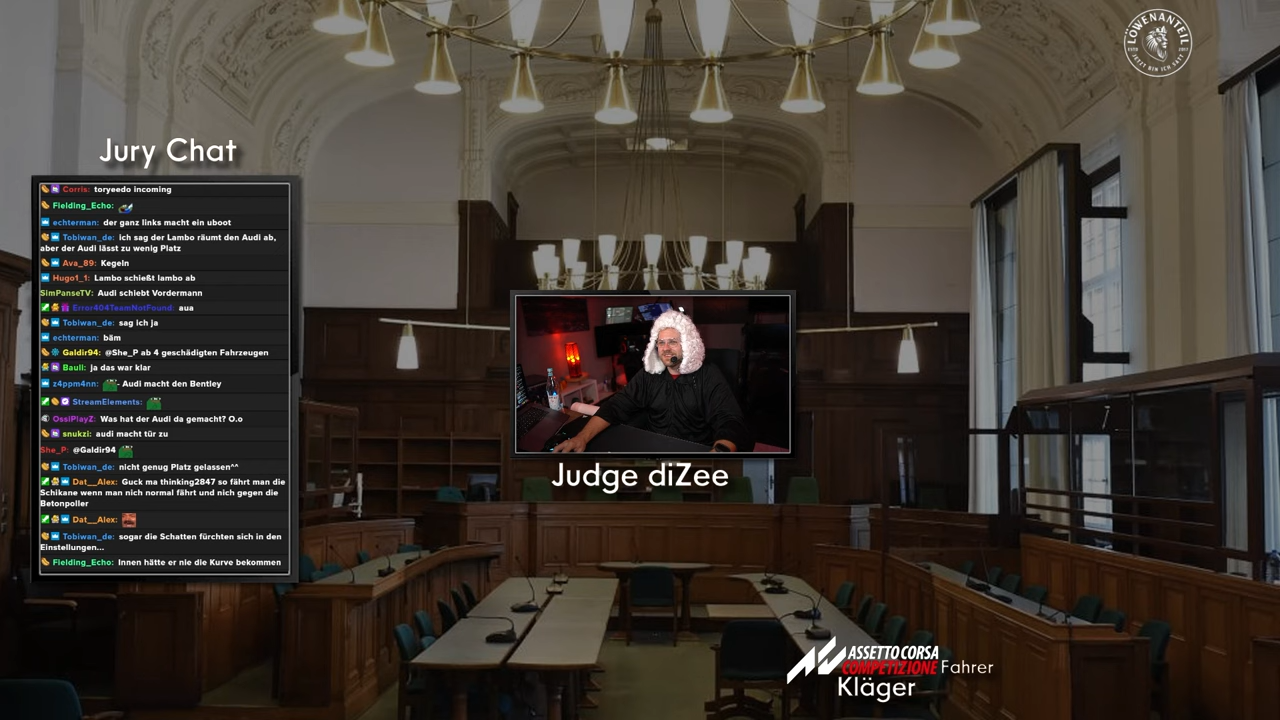 LÖWENANTEIL
JETZT BIN ICH SATT
Jury Chat
Corris: toryeedo incoming
Fielding_Echo:
echterman: der ganz links macht ein uboot
Tobiwan_de: ich sag der Lambo räumt den Audi ab,
aber der Audi lässt zu wenig Platz
Ava_89: Kegeln
Hugo1_1: Lambo schießt lambo ab
SimPanseTV: Audi schiebt Vordermann
Error404TeamNotFound: aua
Tobiwan_de: sag Ich ja
echterman: bäm
Galdir94: @She_P ab 4 geschädigten Fahrzeugen
Baull: ja das war klar
z4ppm4nn: Audi macht den Bentley
StreamElements:
OssiPlayZ: Was hat der Audi da gemacht? O.o
snukzi: audi macht tür zu
She_P: @Galdir94
Tobiwan_de: nicht genug Platz gelassen^^
Dat__Alex: Guck ma thinking2847 so fährt man die
Schikane wenn man nich normal fährt und nich gegen die
Betonpoller
Dat__Alex:
Tobiwan_de: sogar die Schatten fürchten sich in den
Einstellungen...
Fielding_Echo: Innen hätte er nie die Kurve bekommen
Judge diZee
ASSETTO CORSA
COMPETIZIONE Fahrer
Kläger